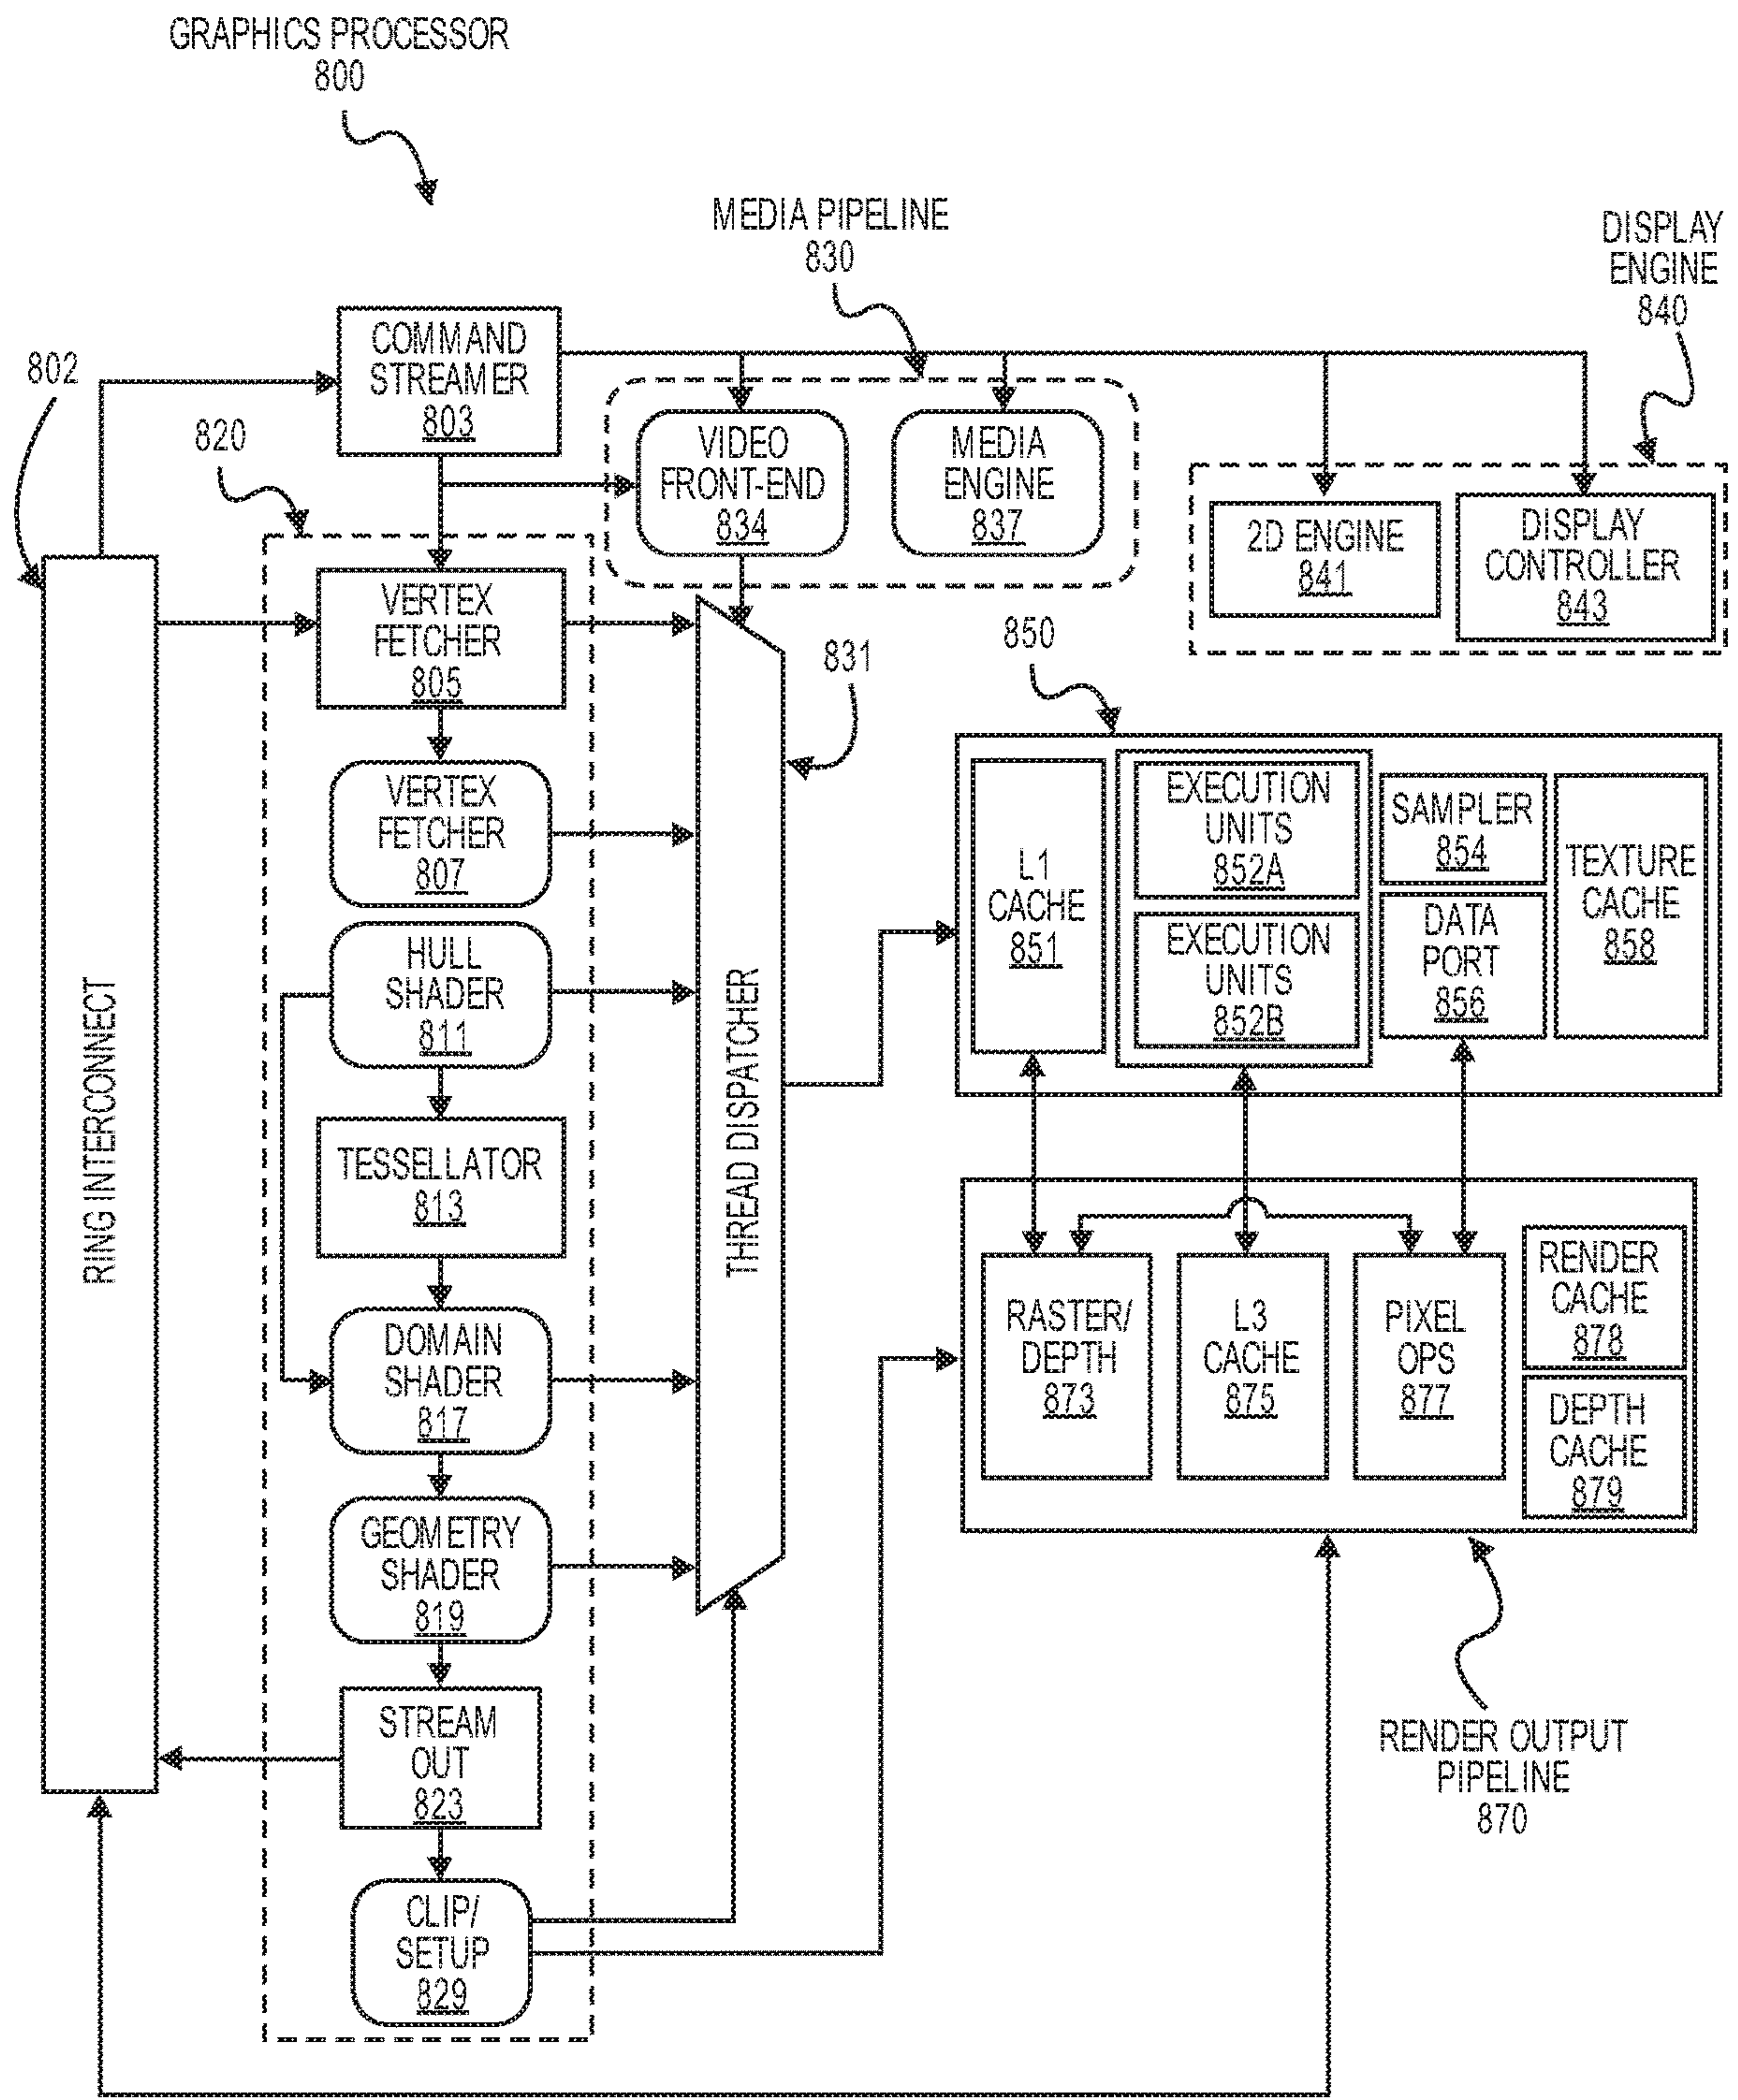 GRAPHICS PROCESSOR
800
MEDIA PIPELINE
830
DISPLAY
ENGINE
840
802
COMMAND
STREAMER
803
820
VIDEO
FRONT-END
834
MEDIA
ENGINE
837
2D ENGINE
841
DISPLAY
CONTROLLER
843
RING INTERCONNECT
VERTEX
FETCHER
805
VERTEX
FETCHER
807
HULL
SHADER
811
TESSELLATOR
813
DOMAIN
SHADER
817
GEOMETRY
SHADER
819
STREAM
OUT
823
CLIP/
SETUP
829
THREAD DISPATCHER
831
850
L1
CACHE
851
EXECUTION
UNITS
852A
EXECUTION
UNITS
852B
SAMPLER
854
DATA
PORT
856
TEXTURE
CACHE
858
RASTER/
DEPTH
873
L3
CACHE
875
PIXEL
OPS
877
RENDER
CACHE
878
DEPTH
CACHE
879
RENDER OUTPUT
PIPELINE
870